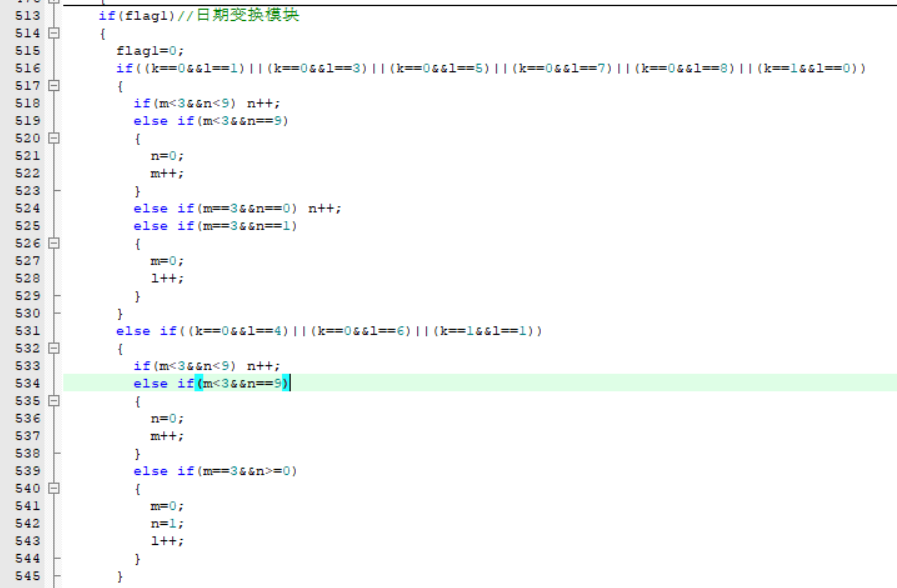 513 if(flag1)//日期变换模块
514 {
515 flag1=0;
516 if((k==0&&l==1)||(k==0&&l==3)||(k==0&&l==5)||(k==0&&l==7)||(k==0&&l==8)||(k==1&&l==0))
517 {
518 if(m<3&&n<9) n++;
519 else if(m<3&&n==9)
520 {
521 n=0;
522 m++;
523 }
524 else if(m==3&&n==0) n++;
525 else if(m==3&&n==1)
526 {
527 m=0;
528 l++;
529 }
530 }
531 else if((k==0&&l==4)||(k==0&&l==6)||(k==1&&l==1))
532 {
533 if(m<3&&n<9) n++;
534 else if(m<3&&n==9)
535 {
536 n=0;
537 m++;
538 }
539 else if(m==3&&n>=0)
540 {
541 m=0;
542 n=1;
543 l++;
544 }
545 }